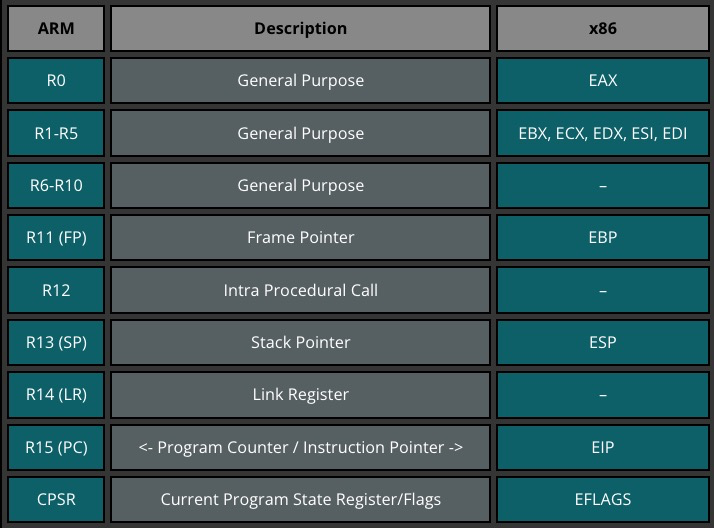 ARM Description x86
R0 General Purpose EAX
R1-R5 General Purpose EBX, ECX, EDX, ESI, EDI
R6-R10 General Purpose –
R11 (FP) Frame Pointer EBP
R12 Intra Procedural Call –
R13 (SP) Stack Pointer ESP
R14 (LR) Link Register –
R15 (PC) <- Program Counter / Instruction Pointer -> EIP
CPSR Current Program State Register/Flags EFLAGS